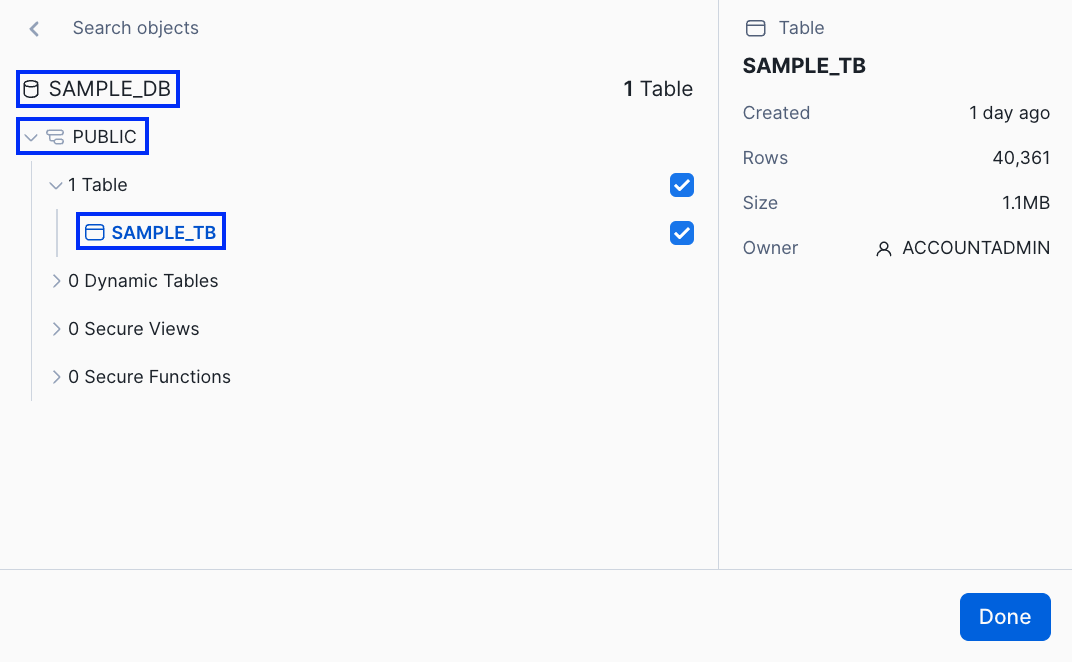 Search objects
SAMPLE_DB
1 Table
PUBLIC
1 Table
SAMPLE_TB
0 Dynamic Tables
0 Secure Views
0 Secure Functions
Table
SAMPLE_TB
Created 1 day ago
Rows 40,361
Size 1.1MB
Owner ACCOUNTADMIN
Done